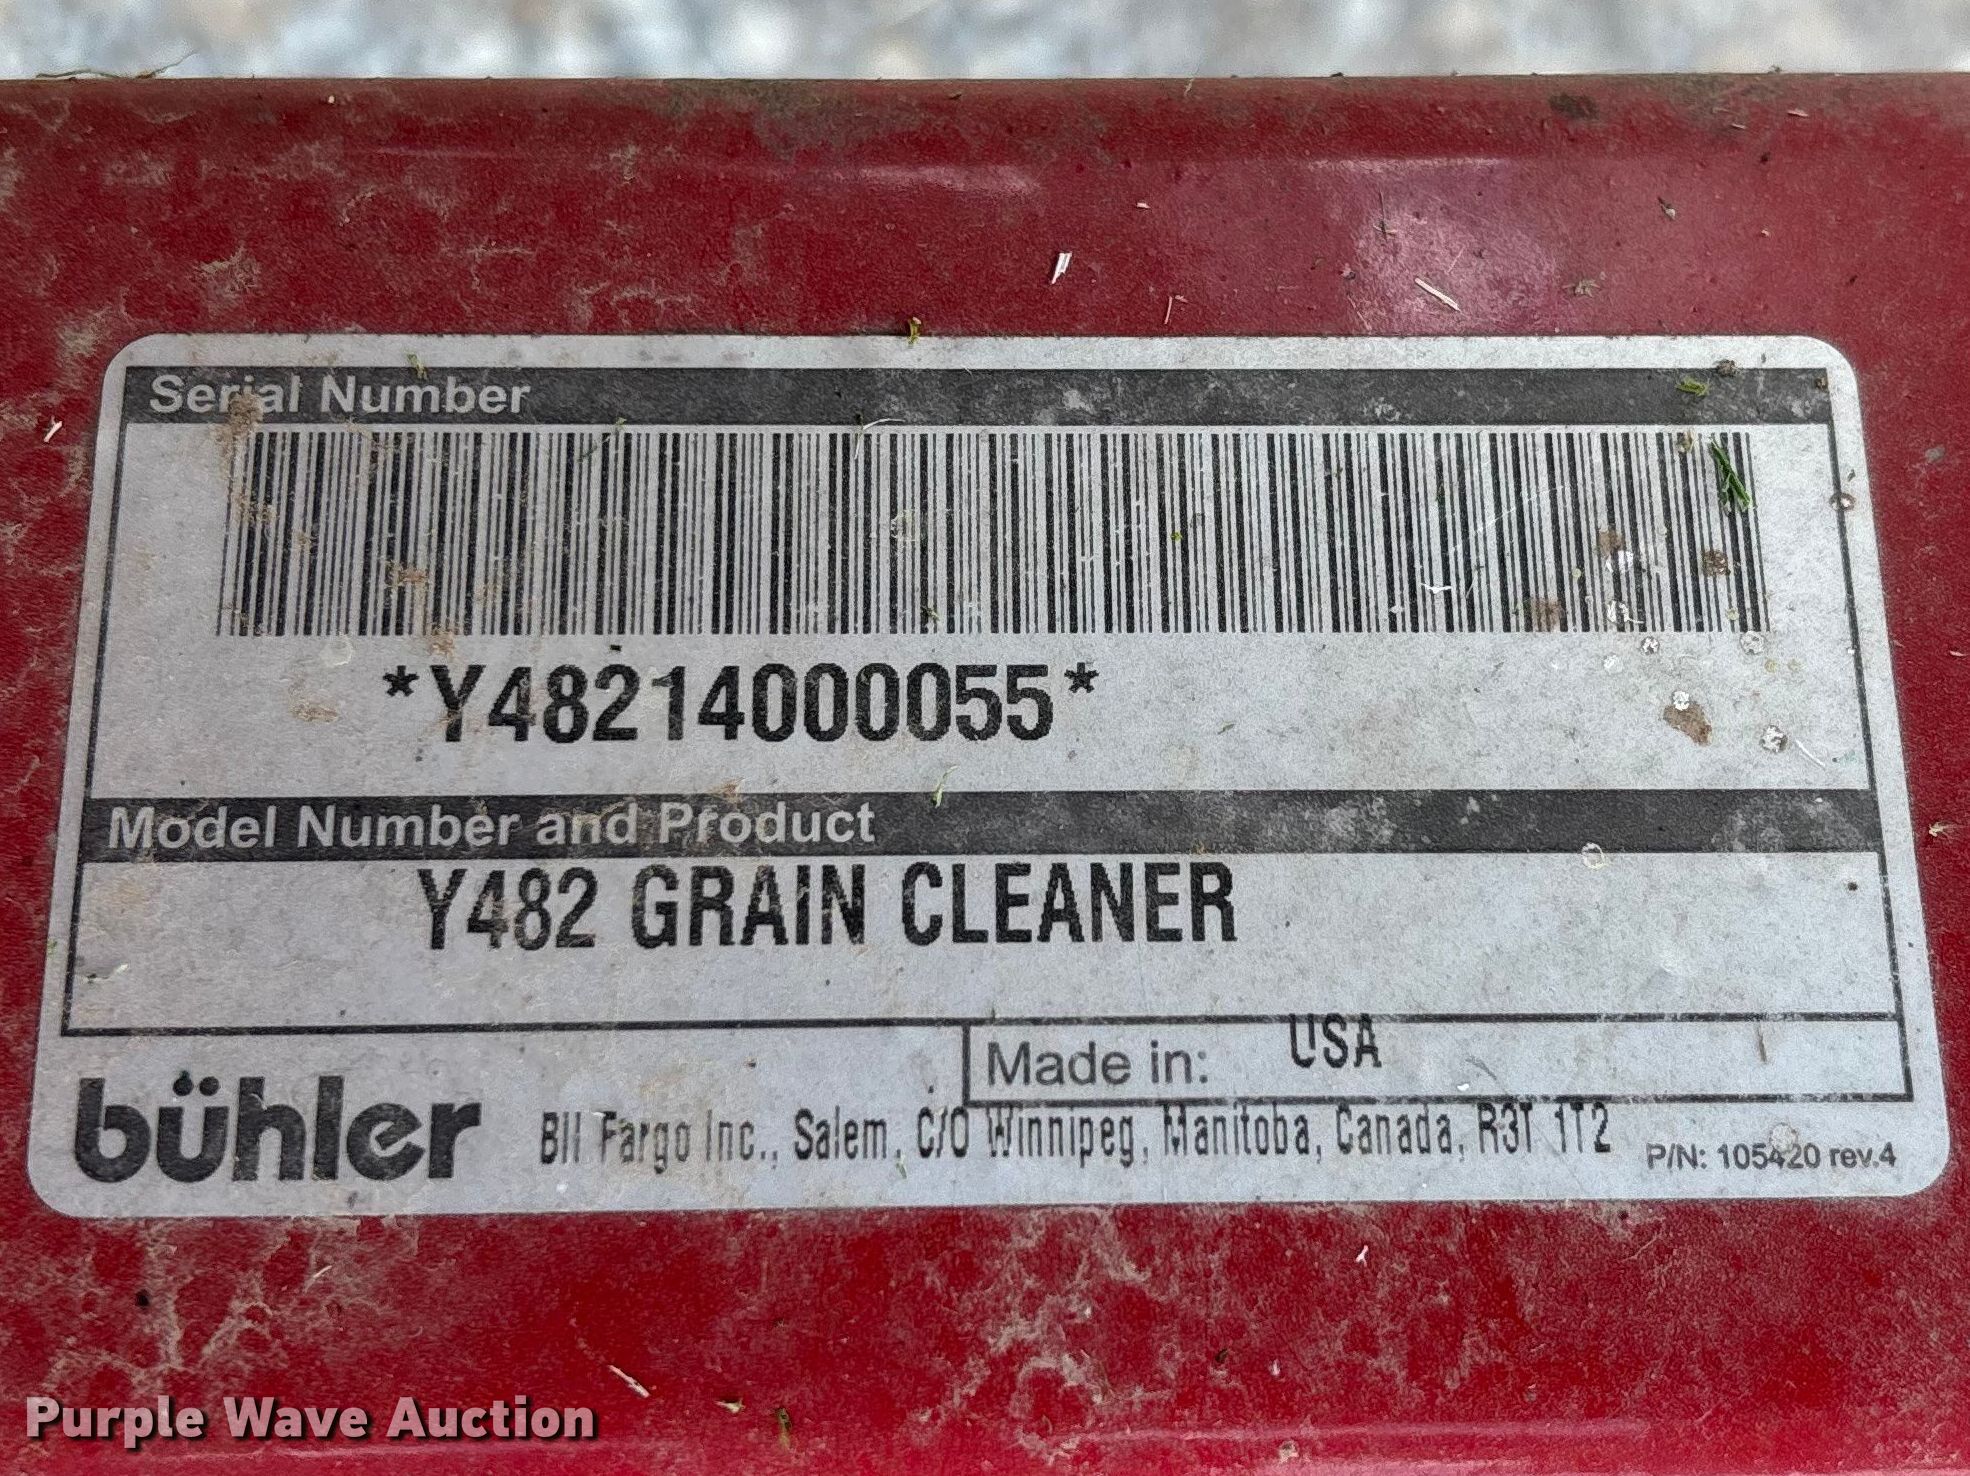 Serial Number
*Y48214000055*
Model Number and Product
Y482 GRAIN CLEANER
Made in: USA
bühler
BII Fargo Inc., Salem, C/O Winnipeg, Manitoba, Canada, R3T 1T2
P/N: 105420 rev.4
Purple Wave Auction